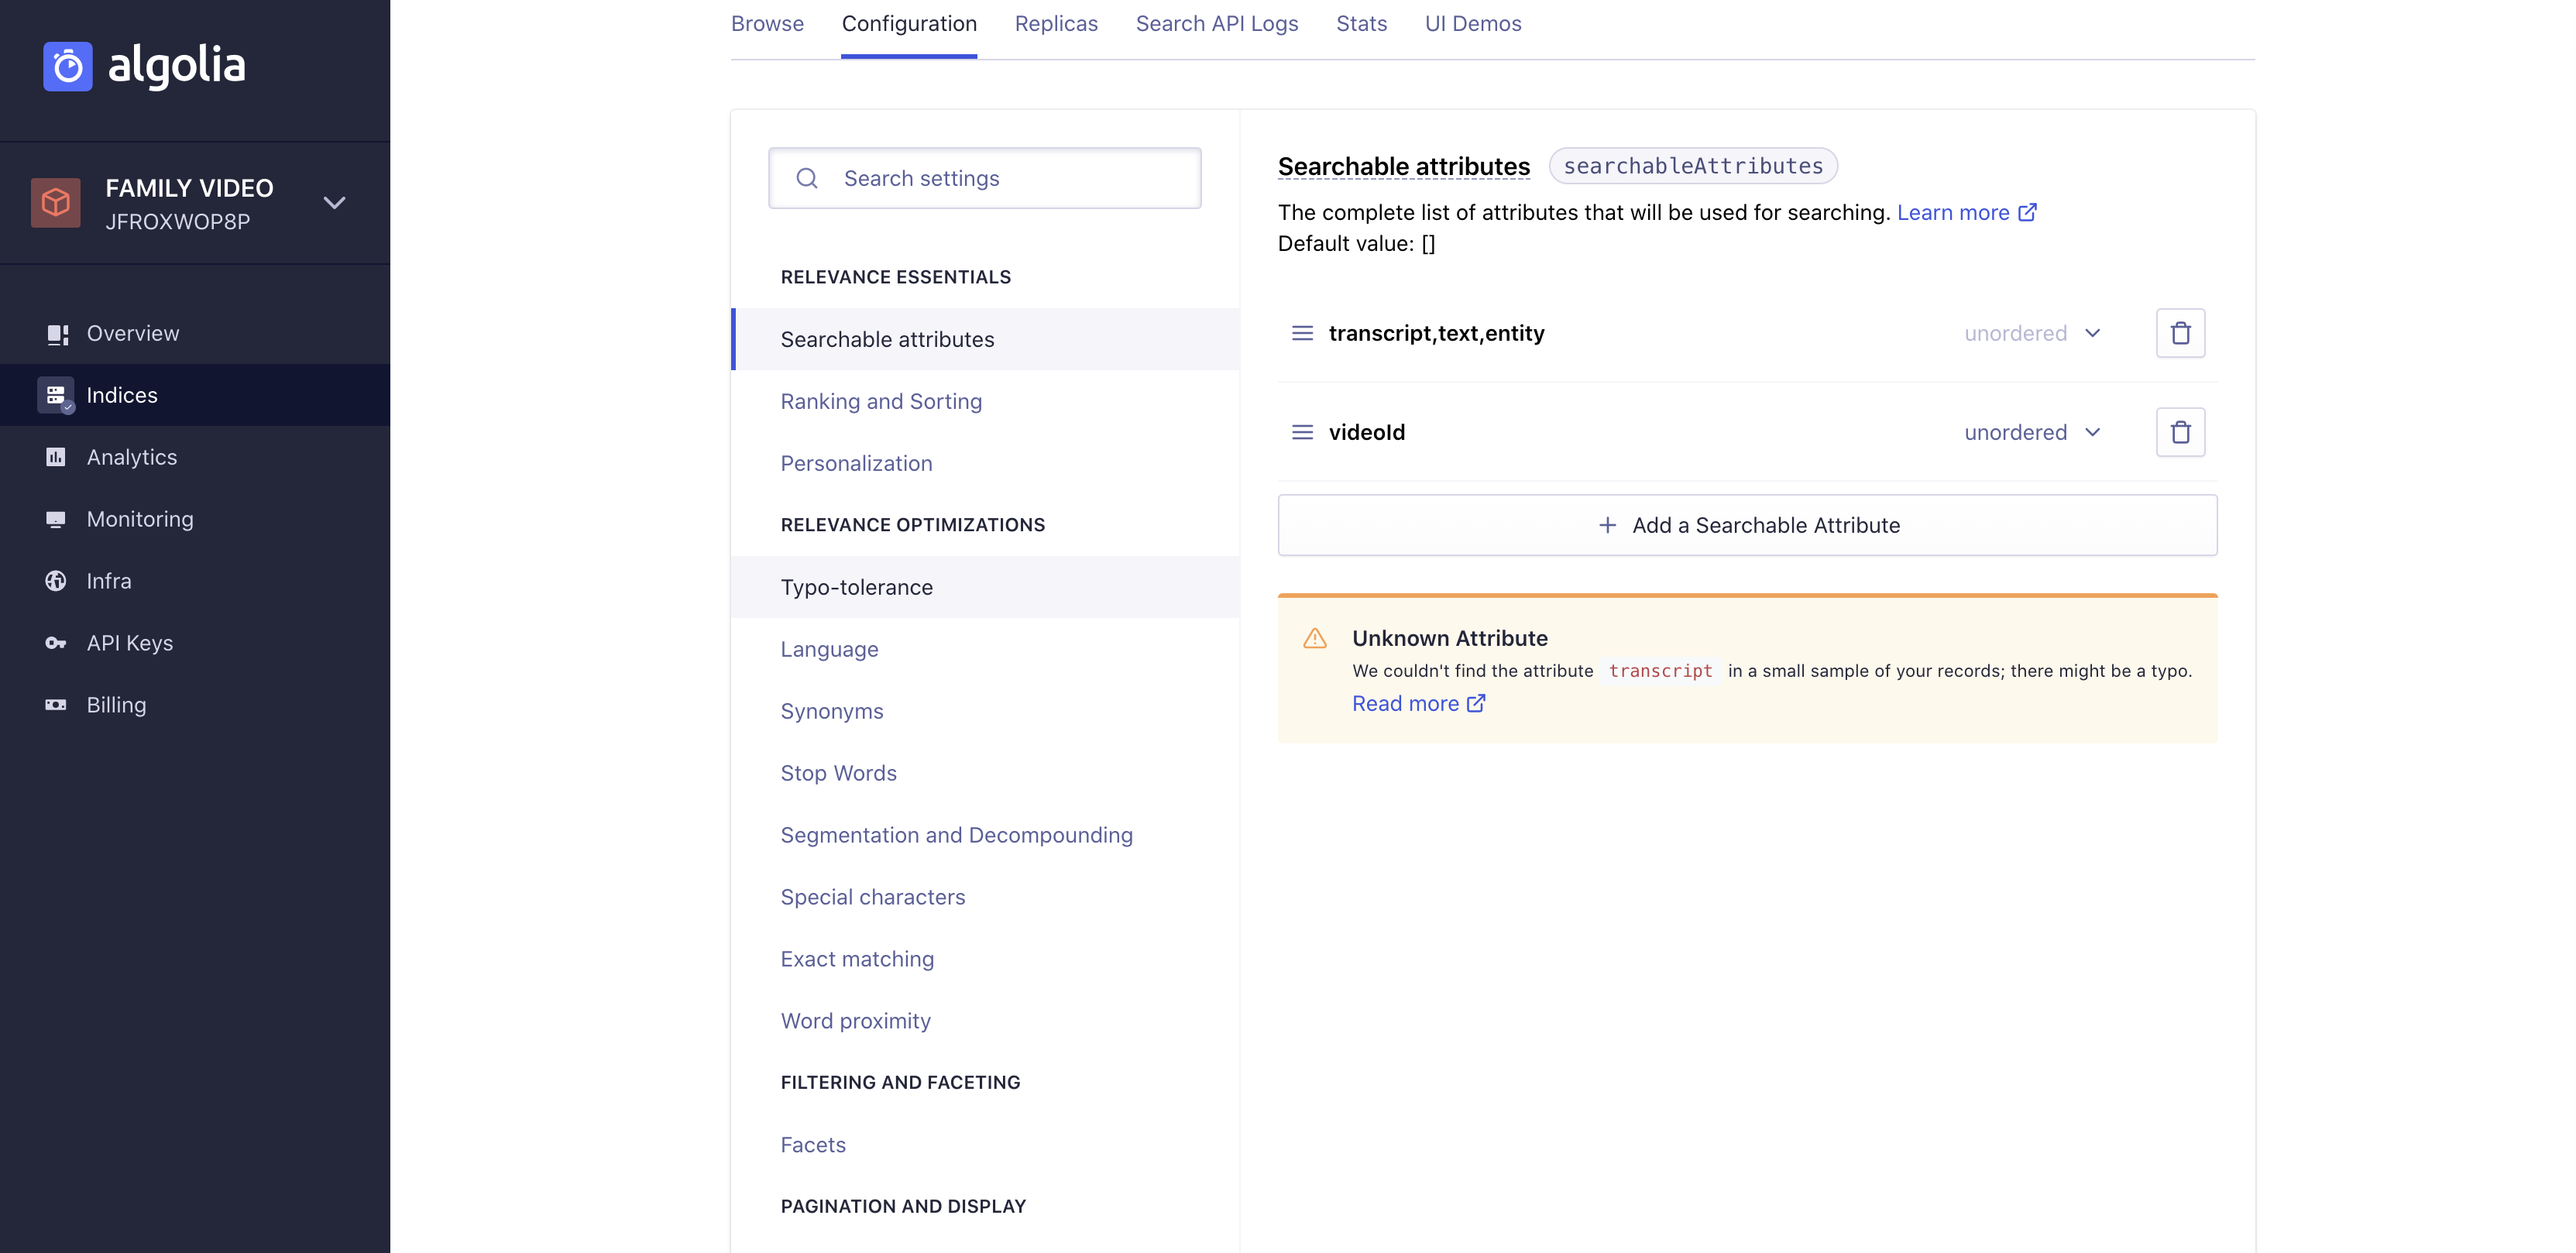 algolia
FAMILY VIDEO
JFROXWOP8P
Overview
Indices
Analytics
Monitoring
Infra
API Keys
Billing
Browse Configuration Replicas Search API Logs Stats UI Demos
Search settings
RELEVANCE ESSENTIALS
Searchable attributes
Ranking and Sorting
Personalization
RELEVANCE OPTIMIZATIONS
Typo-tolerance
Language
Synonyms
Stop Words
Segmentation and Decompounding
Special characters
Exact matching
Word proximity
FILTERING AND FACETING
Facets
PAGINATION AND DISPLAY
Searchable attributes searchableAttributes
The complete list of attributes that will be used for searching. Learn more
Default value: []
transcript,text,entity unordered
videoId unordered
+ Add a Searchable Attribute
Unknown Attribute
We couldn't find the attribute transcript in a small sample of your records; there might be a typo.
Read more